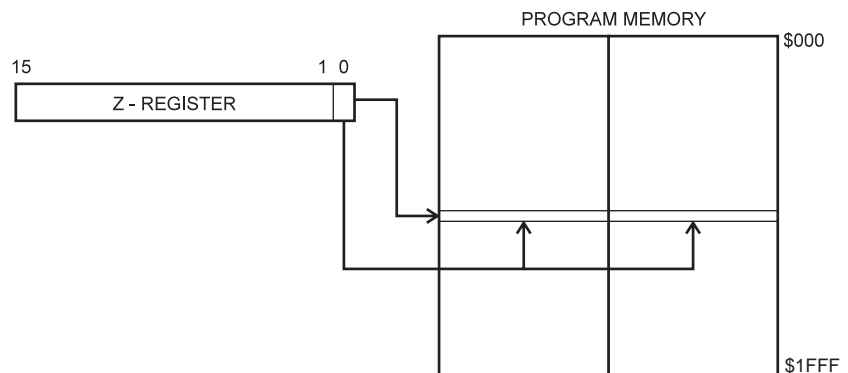 PROGRAM MEMORY
$000
15 1 0
Z - REGISTER
$1FFF